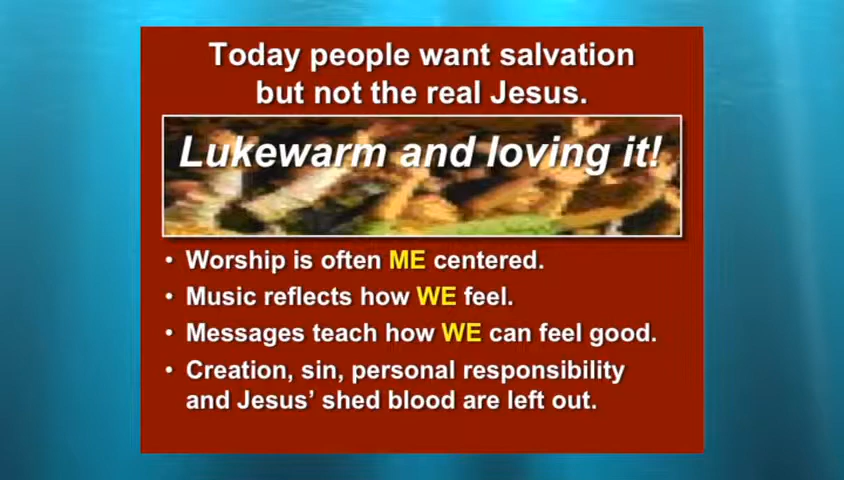 Today people want salvation
but not the real Jesus.
Lukewarm and loving it!
• Worship is often ME centered.
• Music reflects how WE feel.
• Messages teach how WE can feel good.
• Creation, sin, personal responsibility
and Jesus’ shed blood are left out.